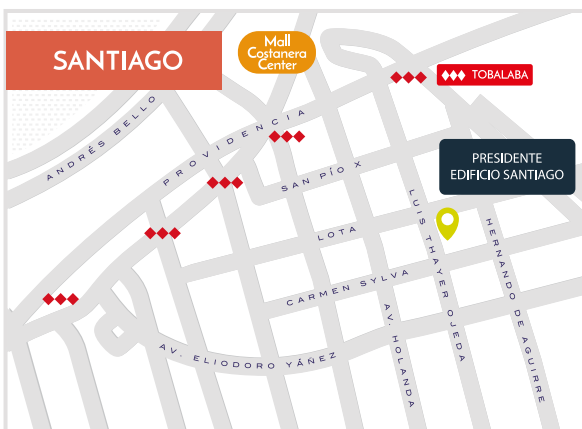 SANTIAGO
Mall
Costanera
Center
TOBALABA
ANDRÉS BELLO
PROVIDENCIA
PRESIDENTE
EDIFICIO SANTIAGO
SAN PÍO X
LOTA
LUIS THAYER OJEDA
HERNANDO DE AGUIRRE
CARMEN SYLVA
AV. HOLANDA
AV. ELIODORO YÁÑEZ